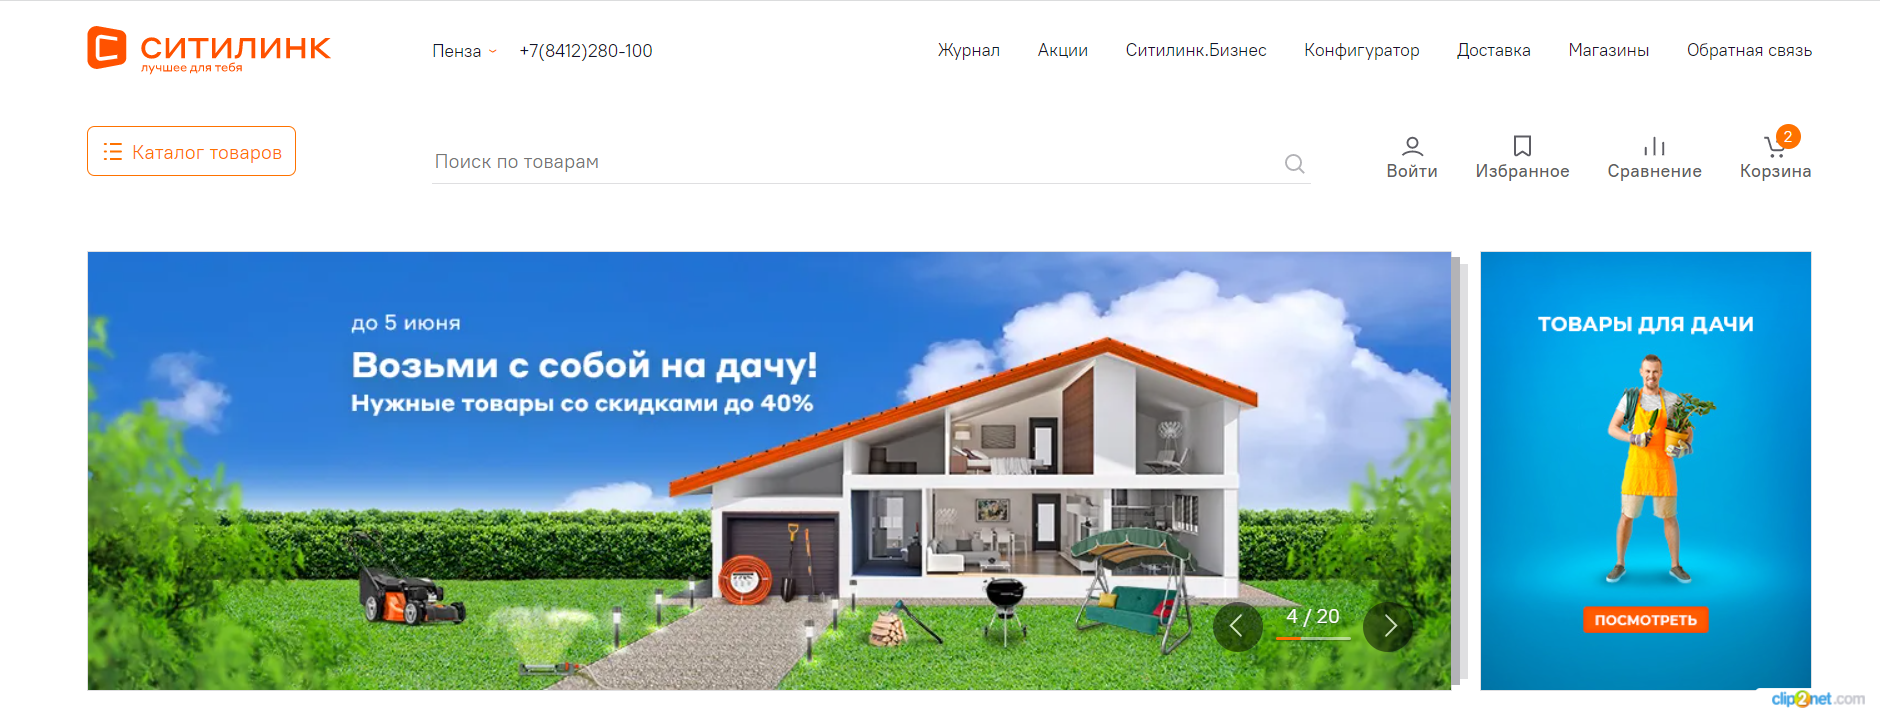 СИТИЛИНК
лучшее для тебя
Пенза
+7(8412)280-100
Журнал
Акции
Ситилинк.Бизнес
Конфигуратор
Доставка
Магазины
Обратная связь
Каталог товаров
Поиск по товарам
Войти
Избранное
Сравнение
2
Корзина
до 5 июня
Возьми с собой на дачу!
Нужные товары со скидками до 40%
4 / 20
ТОВАРЫ ДЛЯ ДАЧИ
ПОСМОТРЕТЬ
clip2net.com